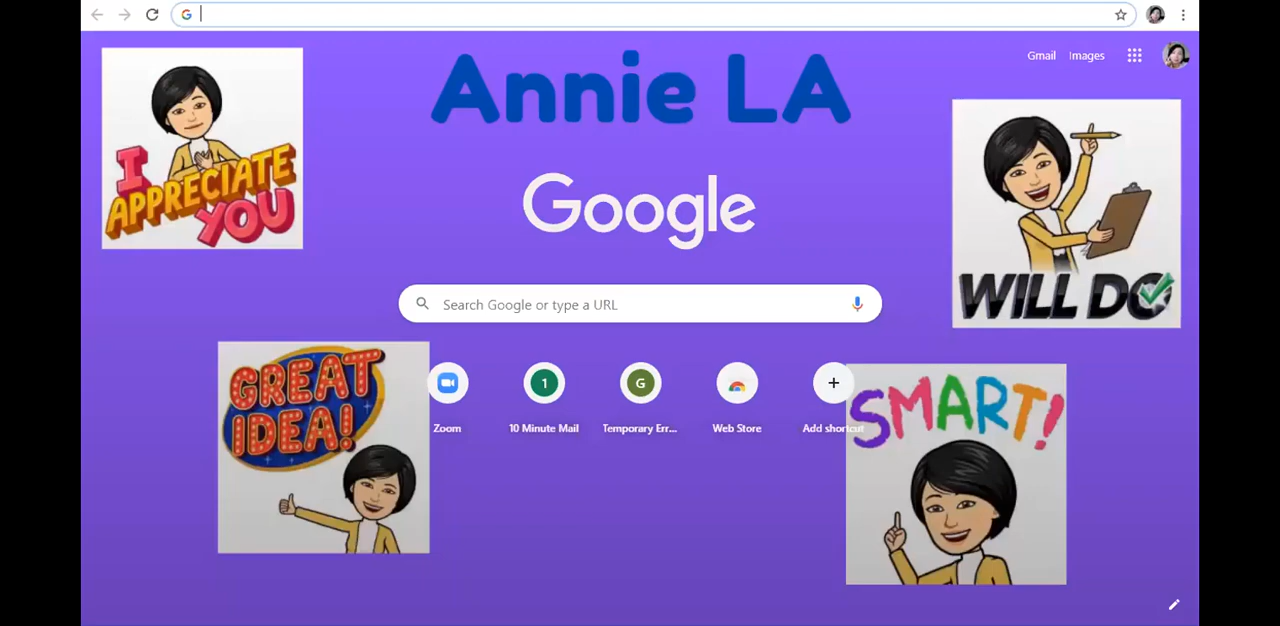 Annie LA
Gmail Images
I
APPRECIATE
YOU
Google
WILL DO
Search Google or type a URL
GREAT
IDEA!
SMART!
1
G
Zoom
10 Minute Mail
Temporary Err...
Web Store
Add shortcut